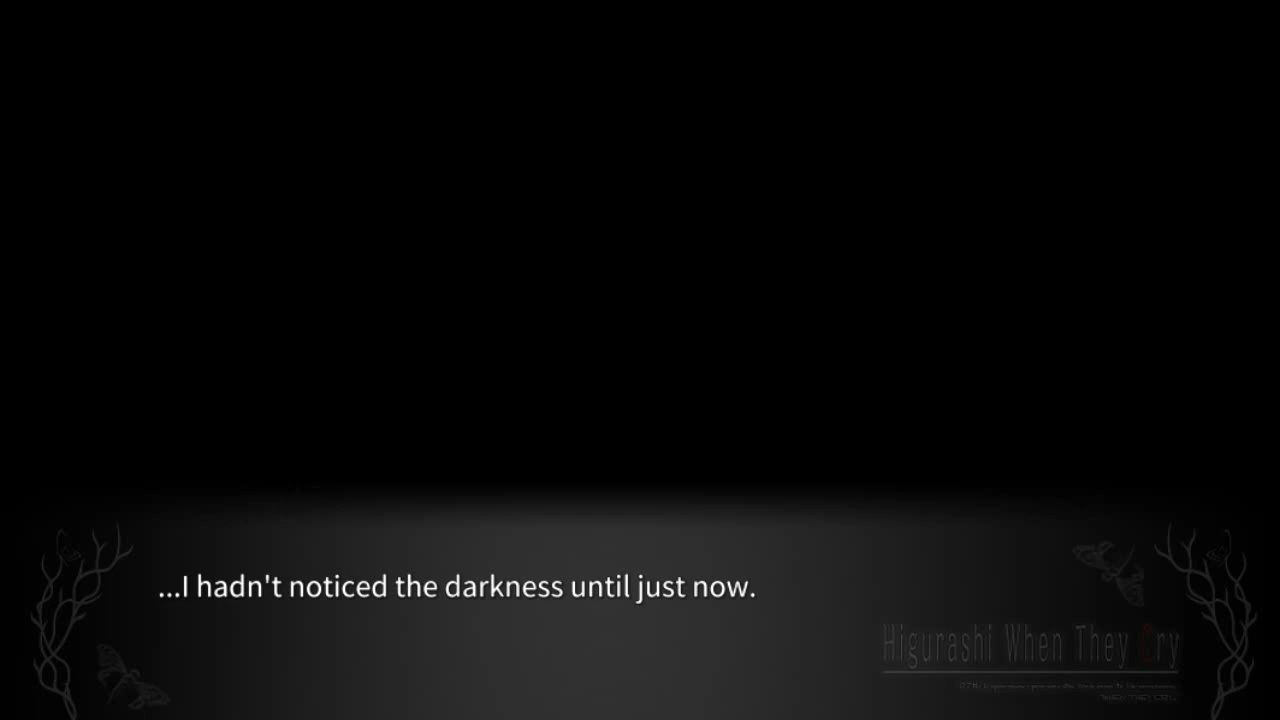 ...I hadn't noticed the darkness until just now.
Higurashi When They Cry